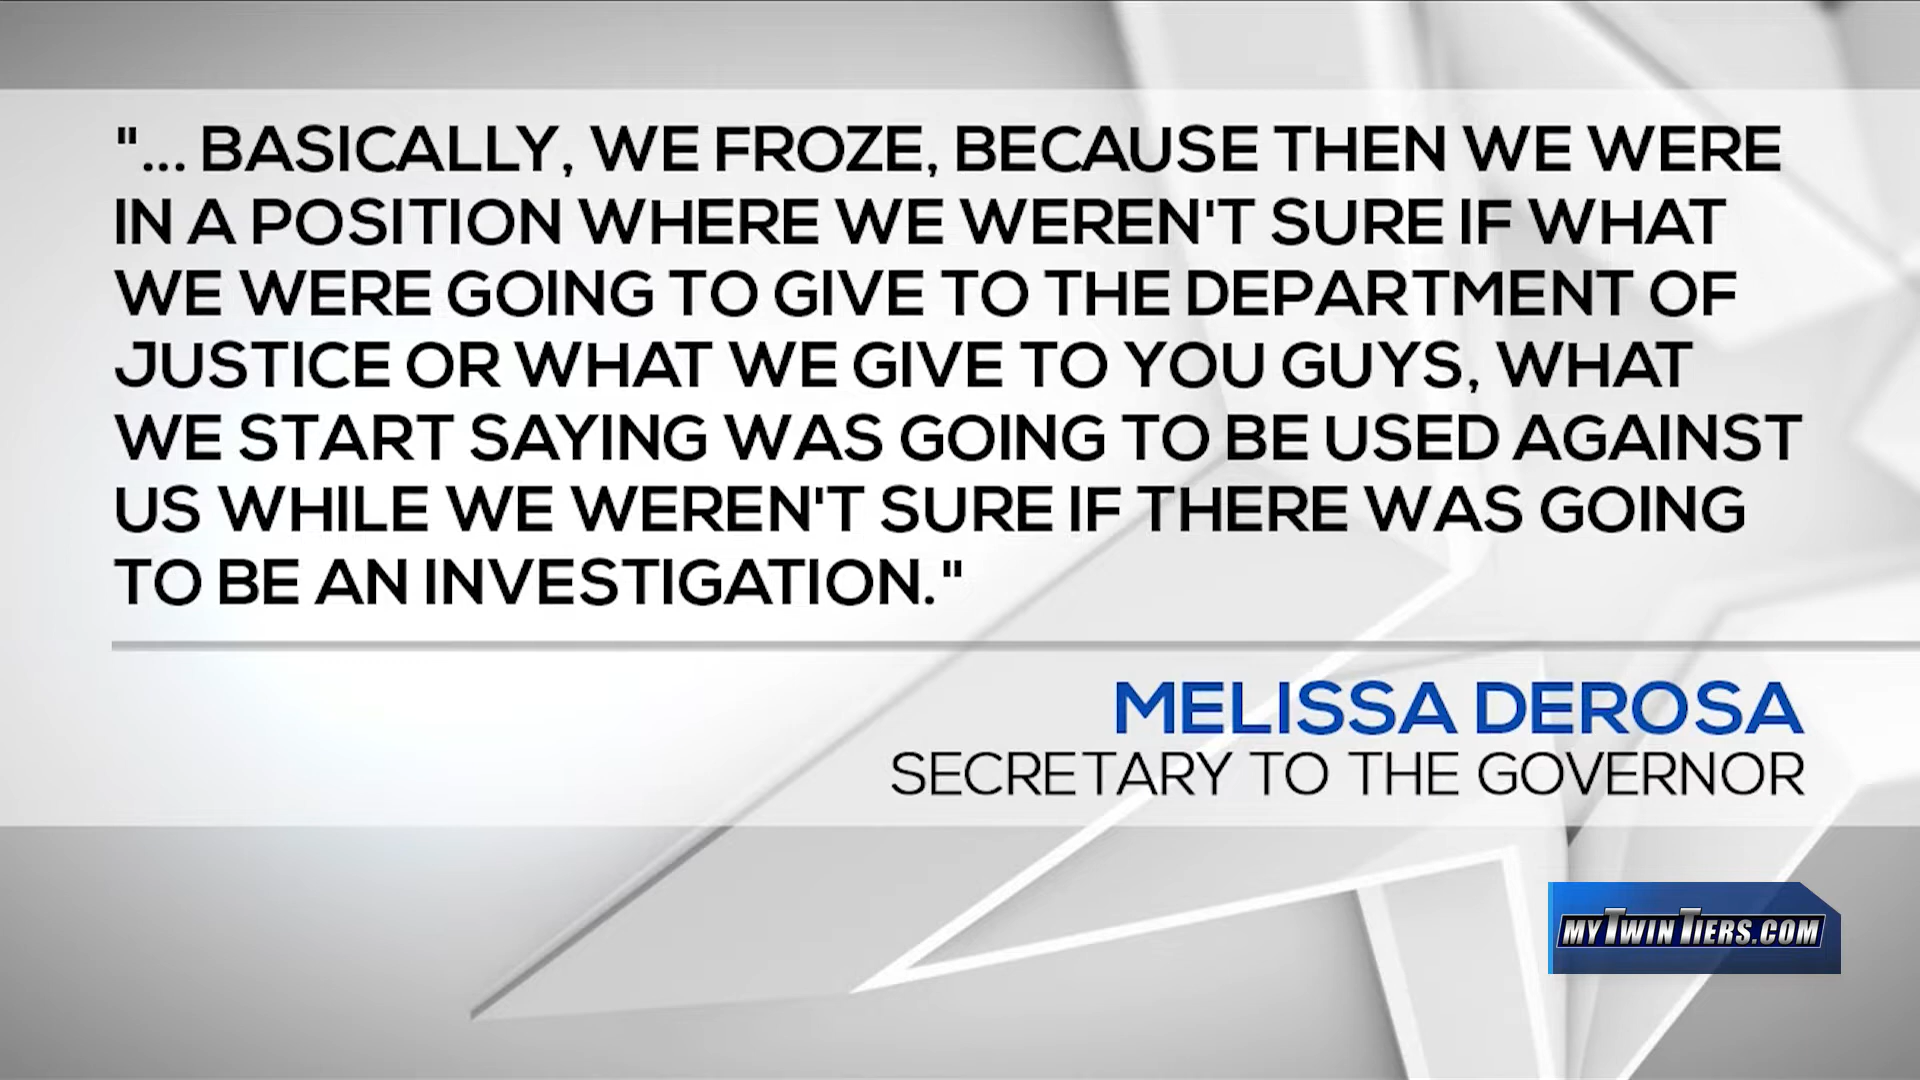 "... BASICALLY, WE FROZE, BECAUSE THEN WE WERE
IN A POSITION WHERE WE WEREN'T SURE IF WHAT
WE WERE GOING TO GIVE TO THE DEPARTMENT OF
JUSTICE OR WHAT WE GIVE TO YOU GUYS, WHAT
WE START SAYING WAS GOING TO BE USED AGAINST
US WHILE WE WEREN'T SURE IF THERE WAS GOING
TO BE AN INVESTIGATION."
MELISSA DEROSA
SECRETARY TO THE GOVERNOR
MYTWINTIERS.COM